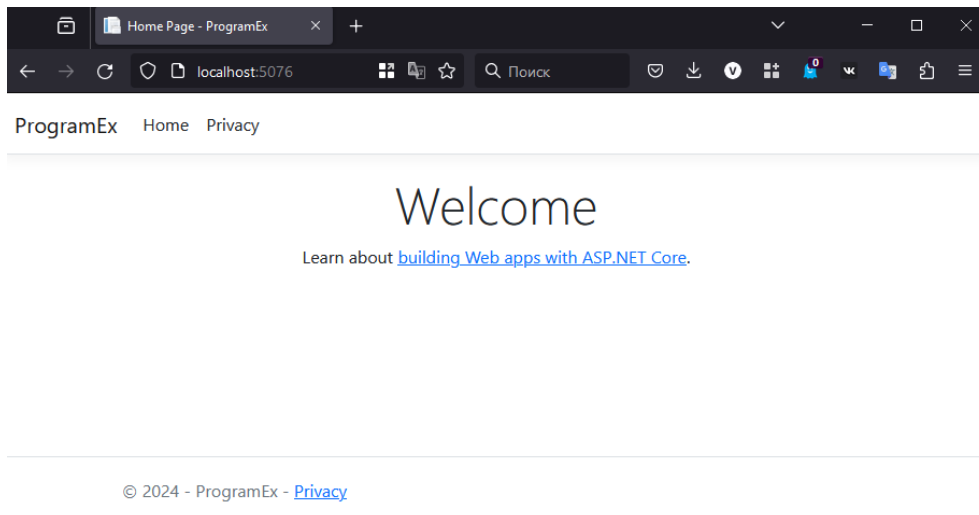 Home Page - ProgramEx
localhost:5076
Поиск
0
V
VK
G
ProgramEx Home Privacy
Welcome
Learn about building Web apps with ASP.NET Core.
© 2024 - ProgramEx - Privacy